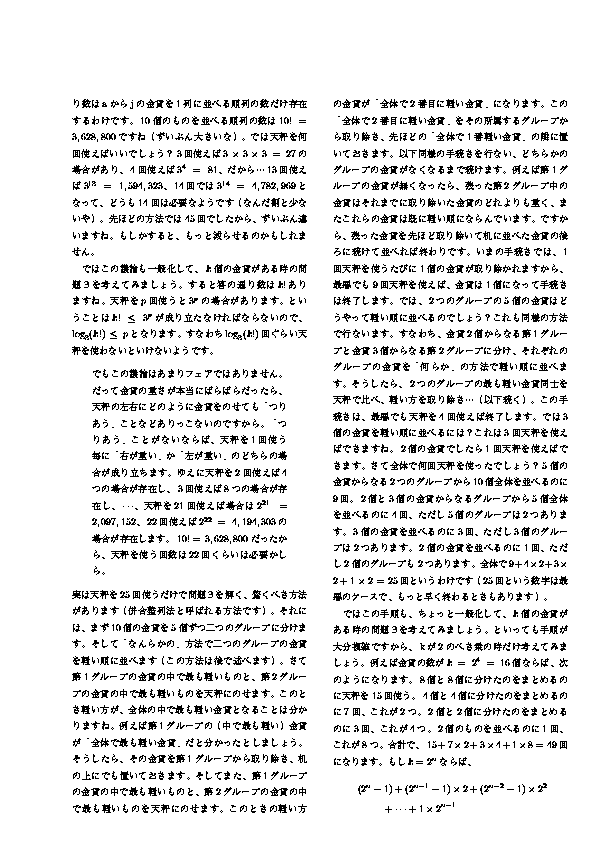 り数は a から j の金貨を 1 列に並べる順列の数だけ存在
するわけです。10 個のものを並べる順列の数は 10! =
3,628,800 ですね（ずいぶん大きいな）。では天秤を何
回使えばいいでしょう？ 3 回使えば 3 × 3 × 3 = 27 の
場合があり、4 回使えば 3^4 = 81、だから… 13 回使え
ば 3^13 = 1,594,323、14 回では 3^14 = 4,782,969 と
なって、どうも 14 回は必要なようです（なんだ割と少な
いや）。先ほどの方法では 45 回でしたから、ずいぶん違
いますね。もしかすると、もっと減らせるのかもしれま
せん。
ではこの議論も一般化して、k 個の金貨がある時の問
題 3 を考えてみましょう。すると答の通り数は k! あり
ますね。天秤を p 回使うと 3^p の場合があります。とい
うことは k! ≤ 3^p が成り立たなければならないので、
log_3(k!) ≤ p となります。すなわち log_3(k!) 回ぐらい天
秤を使わないといけないようです。
でもこの議論はあまりフェアではありません。
だって金貨の重さが本当にばらばらだったら、
天秤の左右にどのように金貨をのせても「つり
あう」ことなどありっこないのですから。「つ
りあう」ことがないならば、天秤を 1 回使う
毎に「右が重い」か「左が重い」のどちらの場
合が成り立ちます。ゆえに天秤を 2 回使えば 4
つの場合が存在し、3 回使えば 8 つの場合が存
在し、…、天秤を 21 回使えば場合は 2^21 =
2,097,152、22 回使えば 2^22 = 4,194,303 の
場合が存在します。10! = 3,628,800 だったか
ら、天秤を使う回数は 22 回くらいは必要かし
ら。
実は天秤を 25 回使うだけで問題 3 を解く、驚くべき方法
があります（併合整列法と呼ばれる方法です）。それに
は、まず 10 個の金貨を 5 個ずつ二つのグループに分けま
す。そして「なんらかの」方法で二つのグループの金貨
を軽い順に並べます（この方法は後で述べます）。さて
第 1 グループの金貨の中で最も軽いものと、第 2 グルー
プの金貨の中で最も軽いものを天秤にのせます。このと
き軽い方が、全体の中で最も軽い金貨となることは分か
りますね。例えば第 1 グループの（中で最も軽い）金貨
が「全体で最も軽い金貨」だと分かったとしましょう。
そうしたら、その金貨を第 1 グループから取り除き、机
の上にでも置いておきます。そしてまた、第 1 グループ
の金貨の中で最も軽いものと、第 2 グループの金貨の中
で最も軽いものを天秤にのせます。このときの軽い方
の金貨が「全体で 2 番目に軽い金貨」になります。この
「全体で 2 番目に軽い金貨」をその所属するグループか
ら取り除き、先ほどの「全体で 1 番軽い金貨」の隣に置
いておきます。以下同様の手続きを行ない、どちらかの
グループの金貨がなくなるまで続けます。例えば第 1 グ
ループの金貨が無くなったら、残った第 2 グループ中の
金貨はそれまでに取り除いた金貨のどれよりも重く、ま
たこれらの金貨は既に軽い順にならんでいます。ですか
ら、残った金貨を先ほど取り除いて机に並べた金貨の後
ろに続けて並べれば終わりです。いまの手続きでは、1
回天秤を使うたびに 1 個の金貨が取り除かれますから、
最悪でも 9 回天秤を使えば、金貨は 1 個になって手続き
は終了します。では、2 つのグループの 5 個の金貨はど
うやって軽い順に並べるのでしょう？これも同様の方法
で行ないます。すなわち、金貨 2 個からなる第 1 グルー
プと金貨 3 個からなる第 2 グループに分け、それぞれの
グループの金貨を「何らか」の方法で軽い順に並べま
す。そうしたら、2 つのグループの最も軽い金貨同士を
天秤で比べ、軽い方を取り除き…（以下続く）。この手
続きは、最悪でも天秤を 4 回使えば終了します。では 3
個の金貨を軽い順に並べるには？これは 3 回天秤を使え
ばできますね。2 個の金貨でしたら 1 回天秤を使えばで
きます。さて全体で何回天秤を使ったでしょう？ 5 個の
金貨からなる 2 つのグループから 10 個全体を並べるのに
9 回。2 個と 3 個の金貨からなるグループから 5 個全体
を並べるのに 4 回、ただし 5 個のグループは 2 つありま
す。3 個の金貨を並べるのに 3 回、ただし 3 個のグルー
プは 2 つあります。2 個の金貨を並べるのに 1 回、ただ
し 2 個のグループも 2 つあります。全体で 9+4×2+3×
2+1×2 = 25 回というわけです（25 回という数字は最
悪のケースで、もっと早く終わるときもあります）。
ではこの手順も、ちょっと一般化して、k 個の金貨が
ある時の問題 3 を考えてみましょう。といっても手順が
大分複雑ですから、k が 2 のべき乗の時だけ考えてみま
しょう。例えば金貨の数が k = 2^4 = 16 個ならば、次
のようになります。8 個と 8 個に分けたのをまとめるの
に天秤を 15 回使う。4 個と 4 個に分けたのをまとめるの
に 7 回、これが 2 つ。2 個と 2 個に分けたのをまとめる
のに 3 回、これが 4 つ。2 個のものを並べるのに 1 回、
これが 8 つ。合計で、15+7×2+3×4+1×8 = 49 回
になります。もし k = 2^n ならば、
(2^n − 1) + (2^{n−1} − 1) × 2 + (2^{n−2} − 1) × 2^2
+ ⋯ + 1 × 2^{n−1}